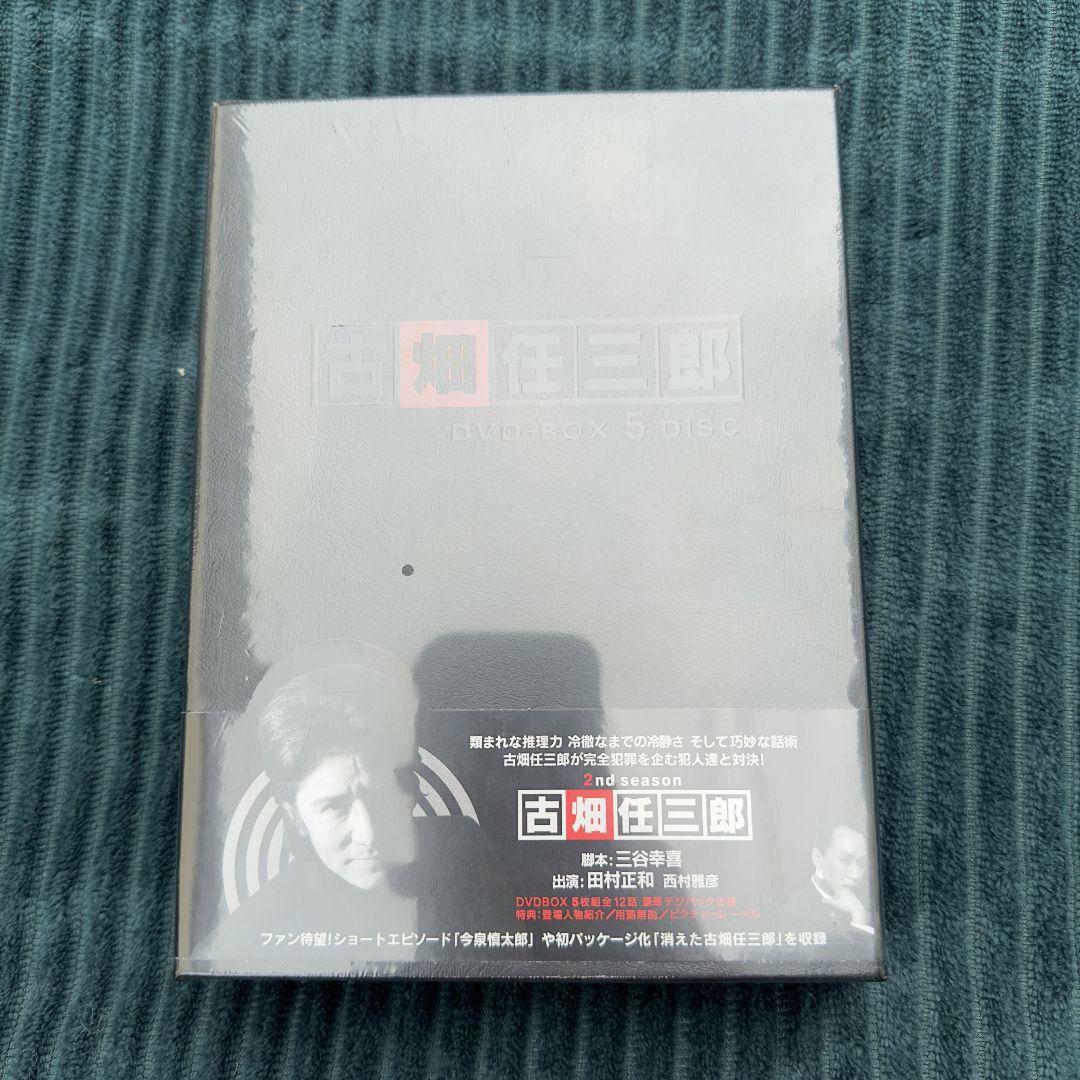 古畑任三郎
DVD-BOX 5 DISC
類まれな推理力 冷徹なまでの冷静さ そして巧妙な話術
古畑任三郎が完全犯罪を企む犯人達と対決!
2nd season
古畑任三郎
脚本:三谷幸喜
出演:田村正和 西村雅彦
DVDBOX 5枚組全12話 豪華デジパック仕様
特典:登場人物紹介/用語解説/ピクチャーレーベル
ファン待望!ショートエピソード「今泉慎太郎」や初パッケージ化「消えた古畑任三郎」を収録